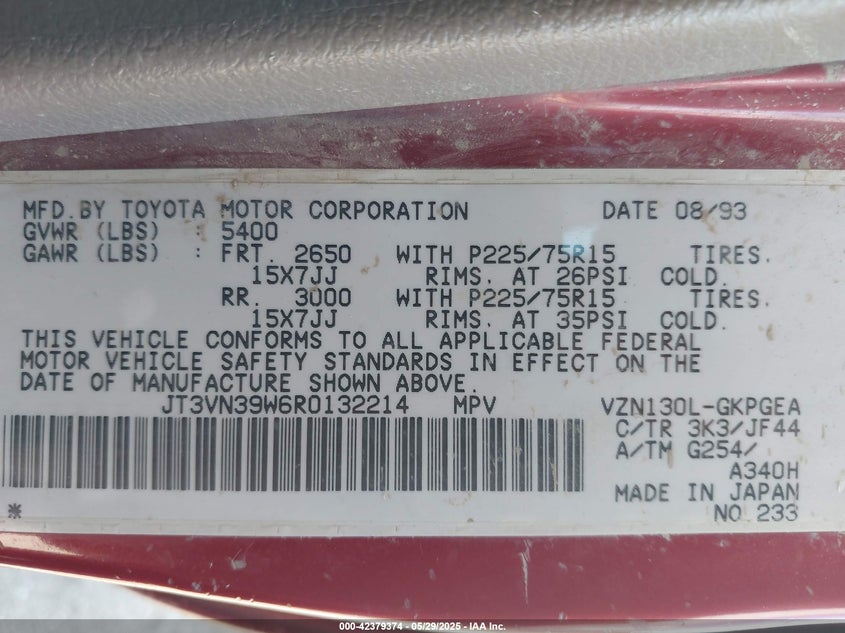 MFD.BY TOYOTA MOTOR CORPORATION DATE 08/93
GVWR (LBS) : 5400
GAWR (LBS) : FRT. 2650 WITH P225/75R15 TIRES.
15X7JJ RIMS. AT 26PSI COLD.
RR. 3000 WITH P225/75R15 TIRES.
15X7JJ RIMS. AT 35PSI COLD.
THIS VEHICLE CONFORMS TO ALL APPLICABLE FEDERAL
MOTOR VEHICLE SAFETY STANDARDS IN EFFECT ON THE
DATE OF MANUFACTURE SHOWN ABOVE.
JT3VN39W6R0132214 MPV VZN130L-GKPGEA
C/TR 3K3/JF44
A/TM G254/
A340H
MADE IN JAPAN
* NO.233
000-42379374 - 05/29/2025 - IAA Inc.